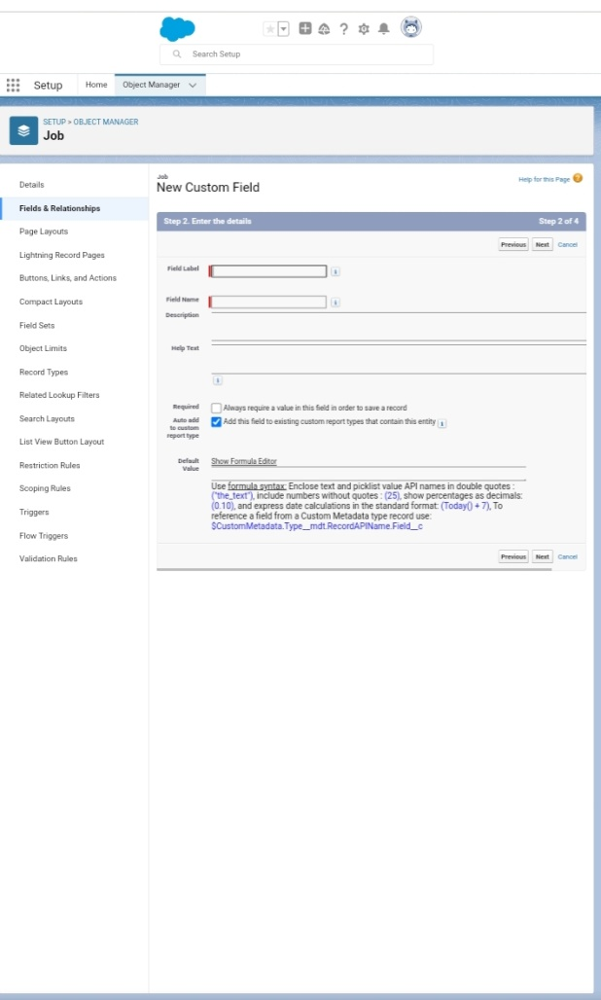 Search Setup
Setup
Home
Object Manager
SETUP > OBJECT MANAGER
Job
Details
Fields & Relationships
Page Layouts
Lightning Record Pages
Buttons, Links, and Actions
Compact Layouts
Field Sets
Object Limits
Record Types
Related Lookup Filters
Search Layouts
List View Button Layout
Restriction Rules
Scoping Rules
Triggers
Flow Triggers
Validation Rules
Job
New Custom Field
Help for this Page
Step 2. Enter the details
Step 2 of 4
Previous Next Cancel
Field Label
Field Name
Description
Help Text
Required
Always require a value in this field in order to save a record
Auto add
to custom
report type
Add this field to existing custom report types that contain this entity
Default
Value
Show Formula Editor
Use formula syntax: Enclose text and picklist value API names in double quotes :
("the_text"), include numbers without quotes : (25), show percentages as decimals:
(0.10), and express date calculations in the standard format: (Today() + 7), To
reference a field from a Custom Metadata type record use:
$CustomMetadata.Type__mdt.RecordAPIName.Field__c
Previous Next Cancel